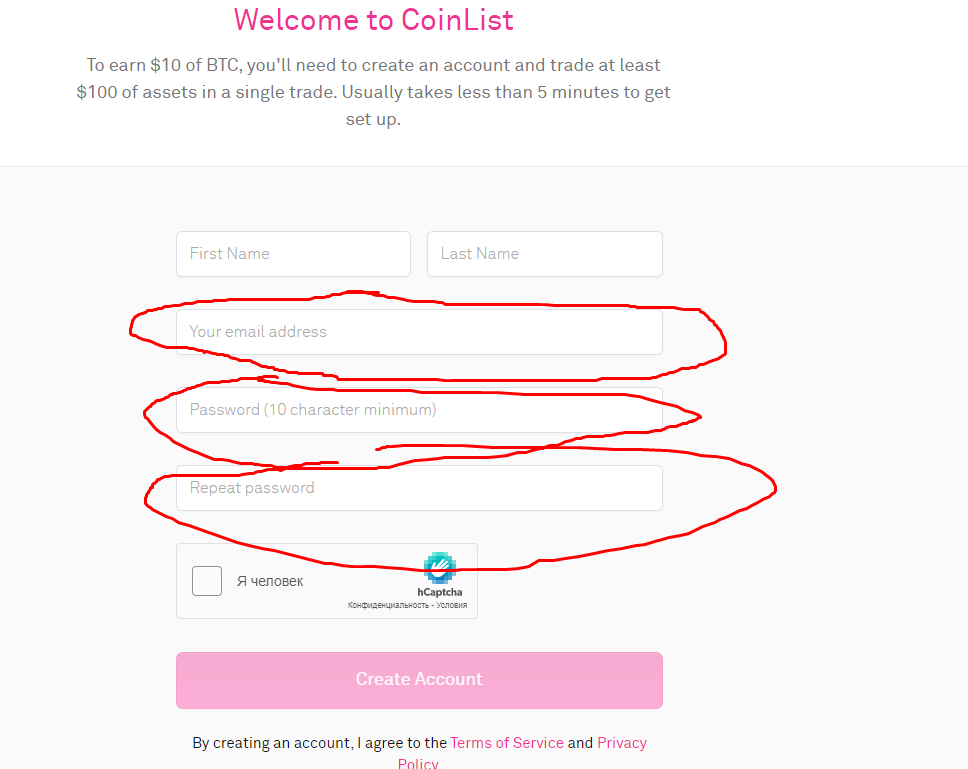 Welcome to CoinList
To earn $10 of BTC, you'll need to create an account and trade at least
$100 of assets in a single trade. Usually takes less than 5 minutes to get
set up.
First Name Last Name
Your email address
Password (10 character minimum)
Repeat password
Я человек
hCaptcha
Конфиденциальность - Условия
Create Account
By creating an account, I agree to the Terms of Service and Privacy
Policy